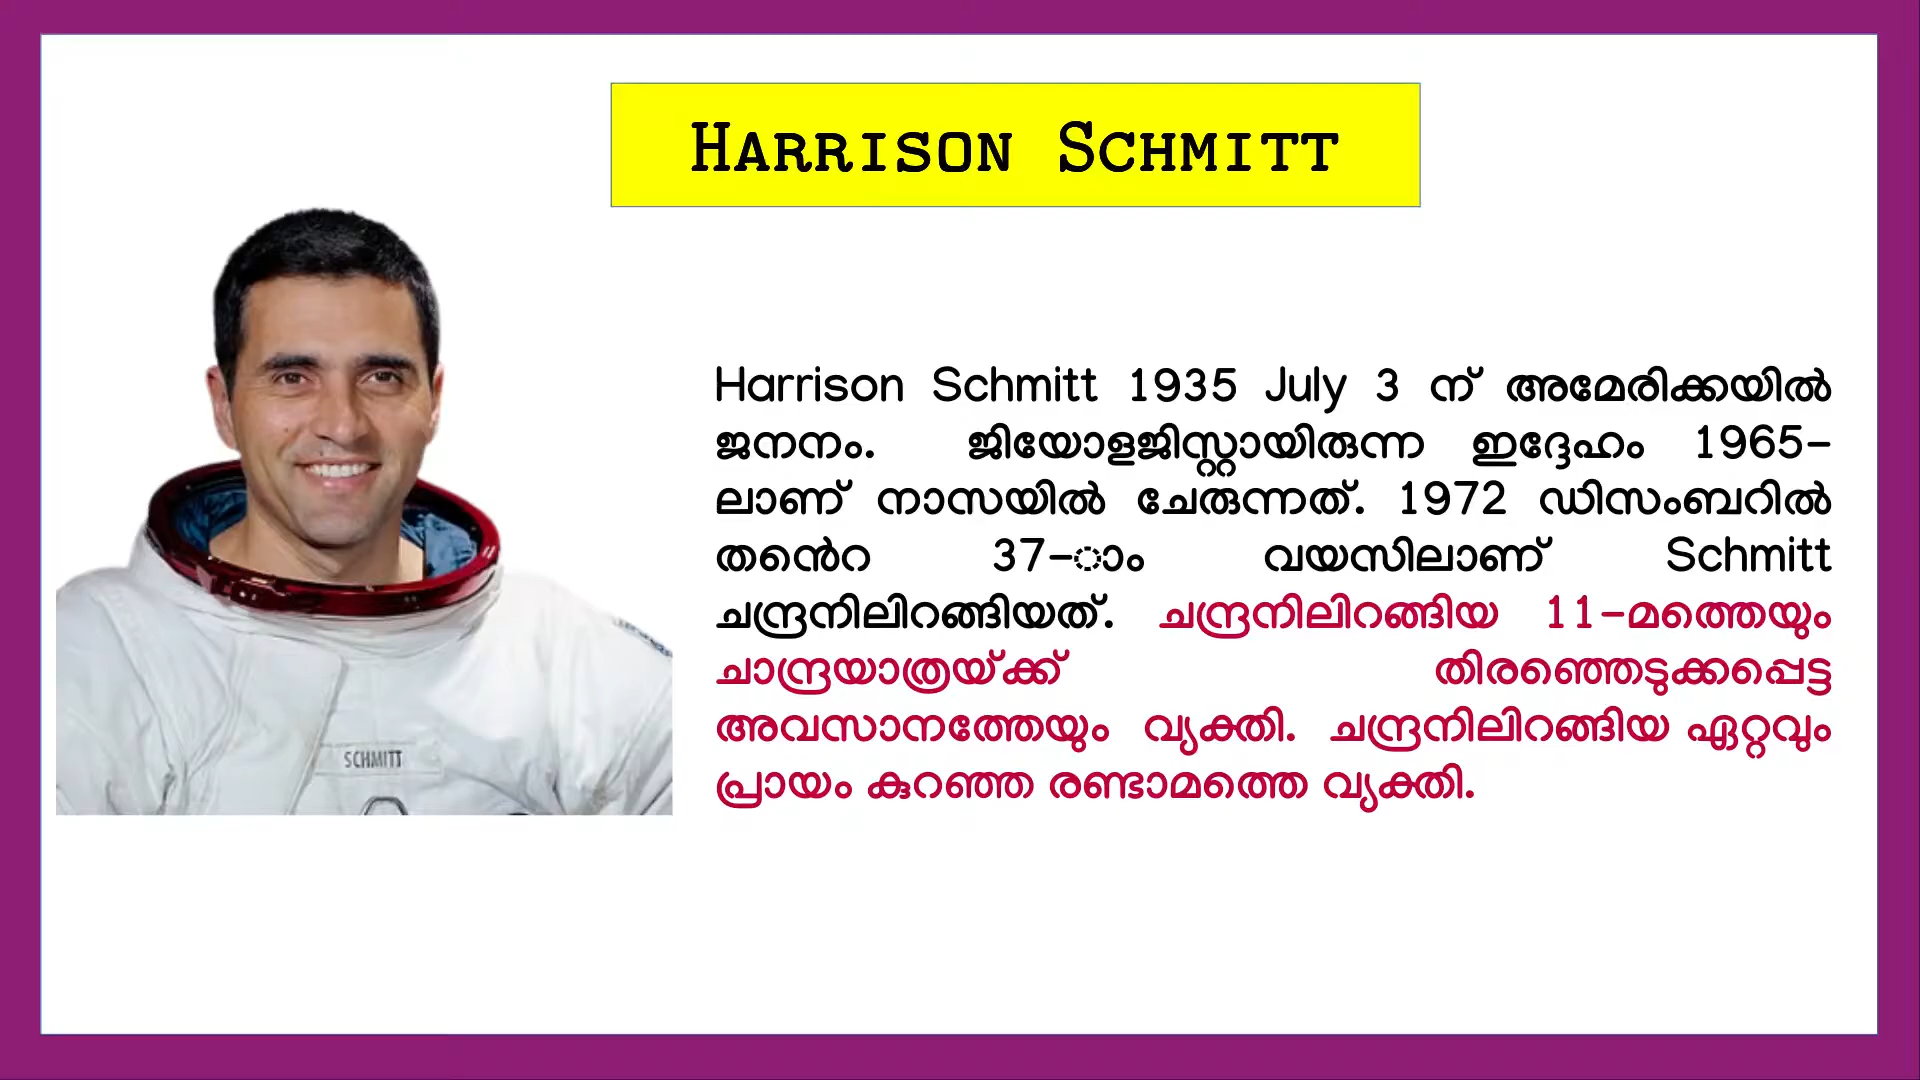 HARRISON SCHMITT
Harrison Schmitt 1935 July 3 ന് അമേരിക്കയിൽ
ജനനം. ജിയോളജിസ്റ്റായിരുന്ന ഇദ്ദേഹം 1965-
ലാണ് നാസയിൽ ചേരുന്നത്. 1972 ഡിസംബറിൽ
തൻെറ 37-ാം വയസിലാണ് Schmitt
ചന്ദ്രനിലിറങ്ങിയത്. ചന്ദ്രനിലിറങ്ങിയ 11-മത്തെയും
ചാന്ദ്രയാത്രയ്ക്ക് തിരഞ്ഞെടുക്കപ്പെട്ട
അവസാനത്തേയും വ്യക്തി. ചന്ദ്രനിലിറങ്ങിയ ഏറ്റവും
പ്രായം കുറഞ്ഞ രണ്ടാമത്തെ വ്യക്തി.
SCHMITT